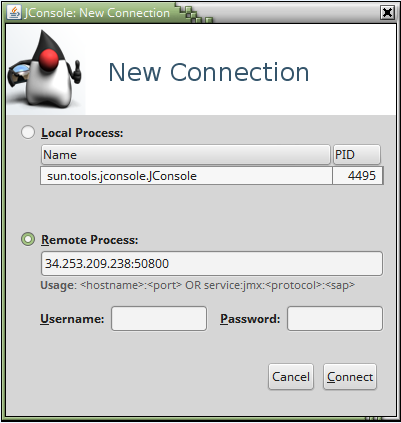 JConsole: New Connection
New Connection
Local Process:
Name PID
sun.tools.jconsole.JConsole 4495
Remote Process:
34.253.209.238:50800
Usage: <hostname>:<port> OR service:jmx:<protocol>:<sap>
Username: Password:
Cancel Connect